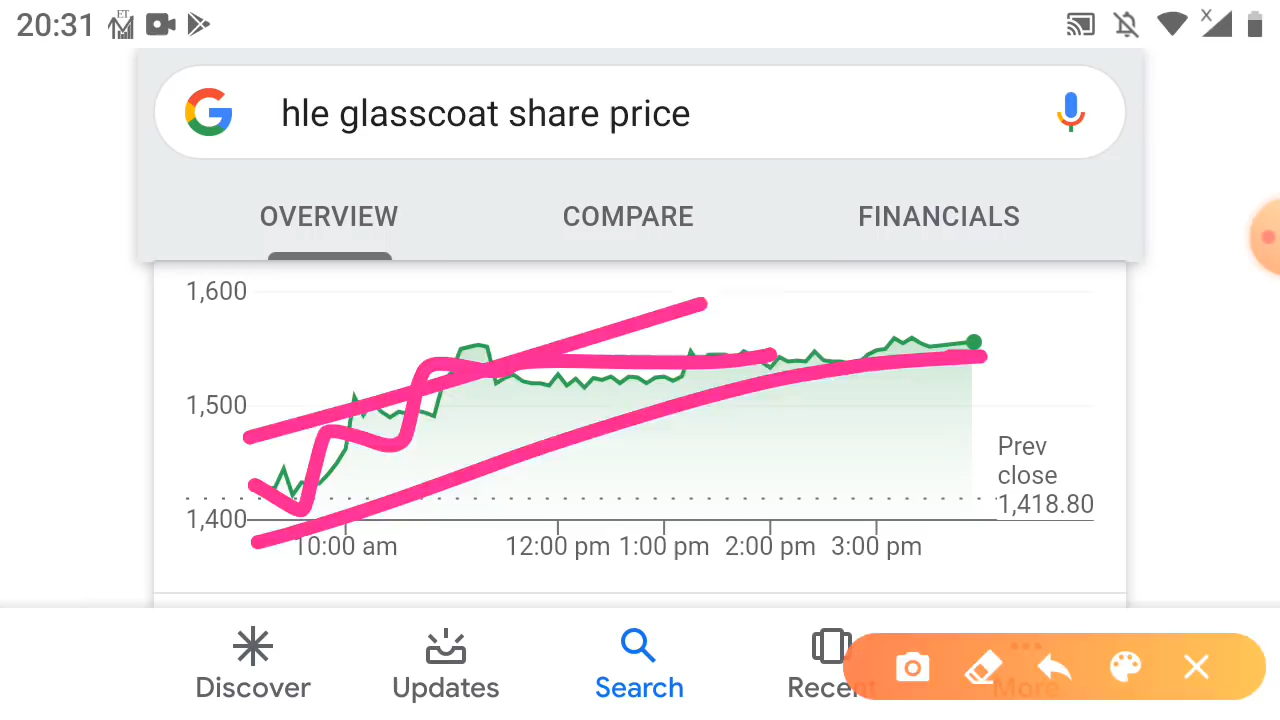 20:31 ET X
hle glasscoat share price
OVERVIEW COMPARE FINANCIALS
1,600
1,500
Prev
close
1,418.80
1,400
10:00 am 12:00 pm 1:00 pm 2:00 pm 3:00 pm
Discover Updates Search Recent More